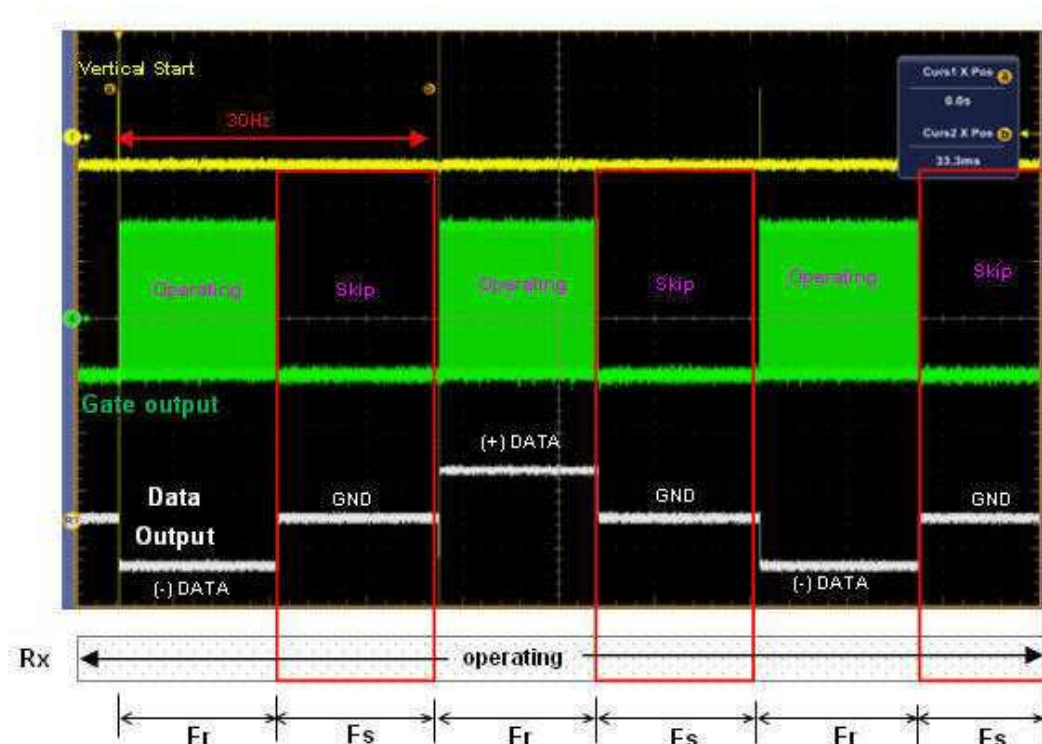 Vertical Start
Curs1 X Pos a
0.0s
Curs2 X Pos b
33.3ms
a
b
30Hz
Operating
Skip
Operating
Skip
Operating
Skip
Gate output
(+) DATA
Data
Output
GND
GND
GND
(-) DATA
(-) DATA
Rx
operating
Fr
Fs
Fr
Fs
Fr
Fs